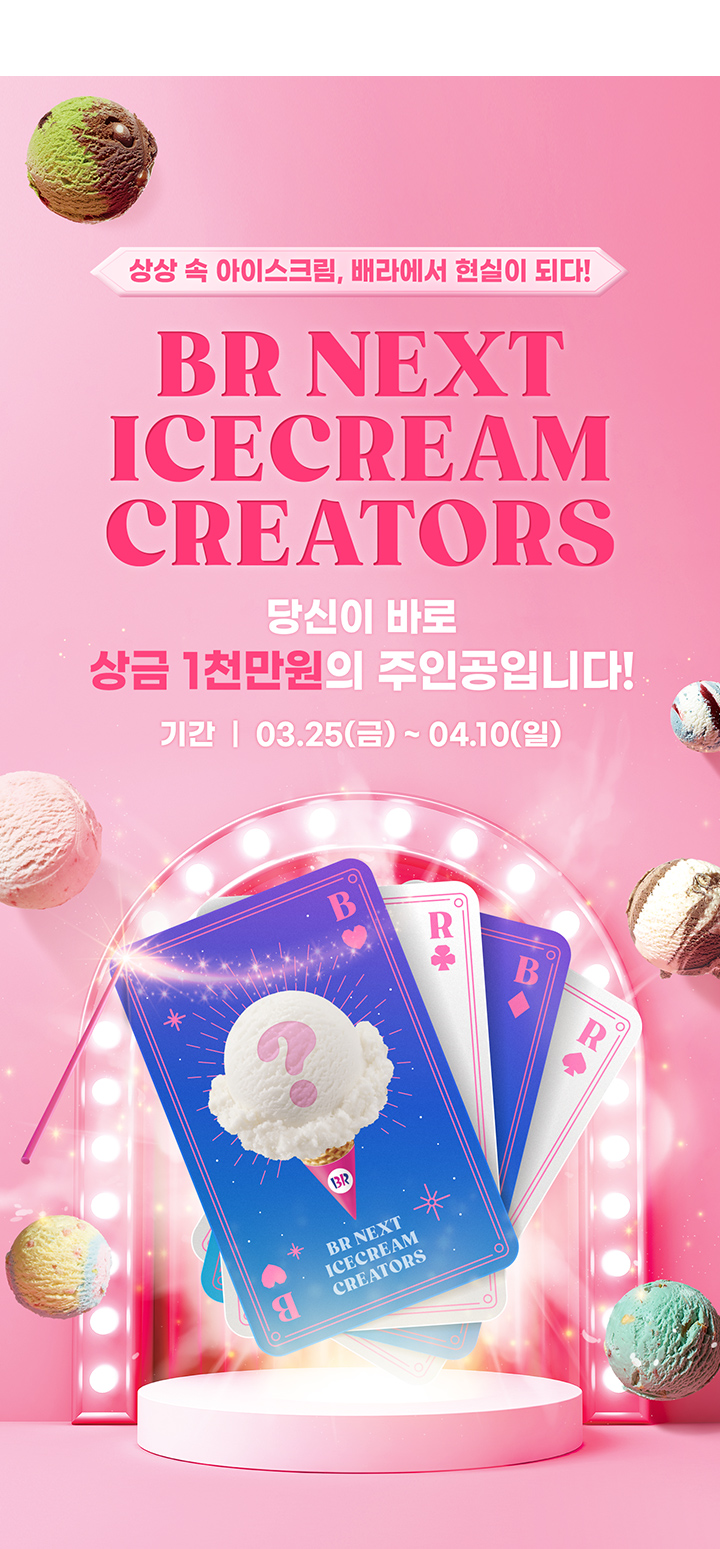 상상 속 아이스크림, 배라에서 현실이 되다!
BR NEXT
ICECREAM
CREATORS
당신이 바로
상금 1천만원의 주인공입니다!
기간 | 03.25(금) ~ 04.10(일)
B
R
B
R
?
BR
BR NEXT
ICECREAM
CREATORS
B